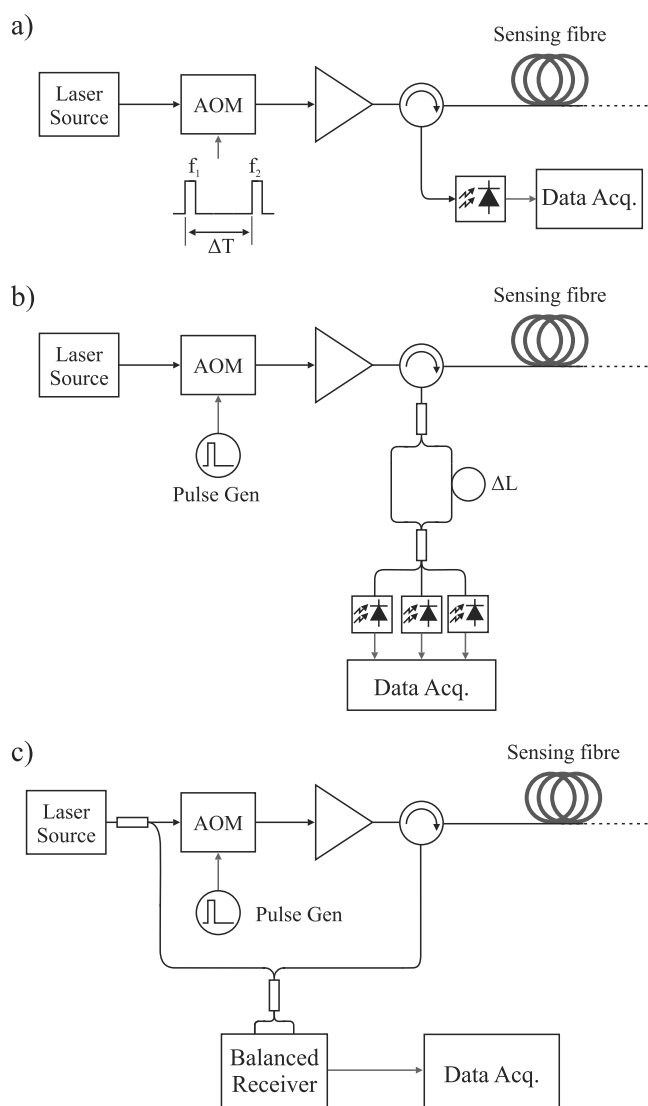 a)
Sensing fibre
Laser
Source
AOM
f1
f2
ΔT
Data Acq.
b)
Sensing fibre
Laser
Source
AOM
Pulse Gen
ΔL
Data Acq.
c)
Sensing fibre
Laser
Source
AOM
Pulse Gen
Balanced
Receiver
Data Acq.